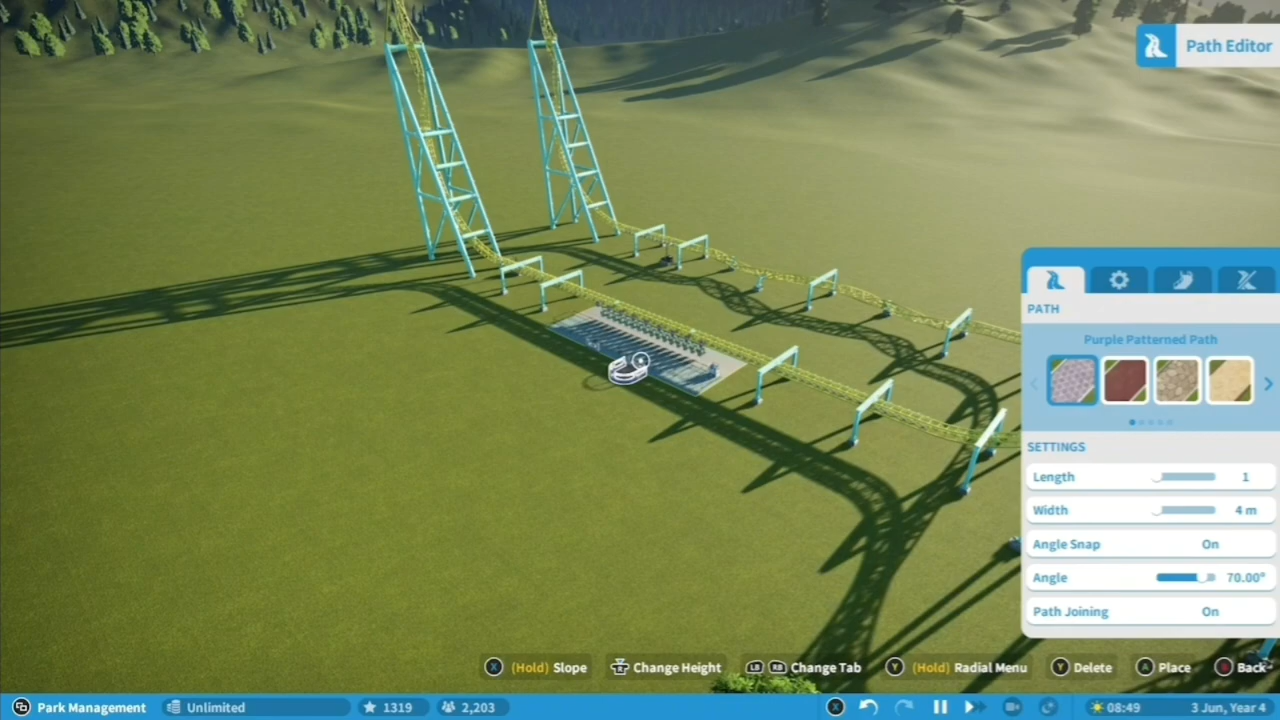 Path Editor
PATH
Purple Patterned Path
SETTINGS
Length 1
Width 4 m
Angle Snap On
Angle 70.00°
Path Joining On
X (Hold) Slope Change Height LB RB Change Tab Y (Hold) Radial Menu Y Delete A Place B Back
Park Management Unlimited 1319 2,203 X 08:49 3 Jun, Year 4